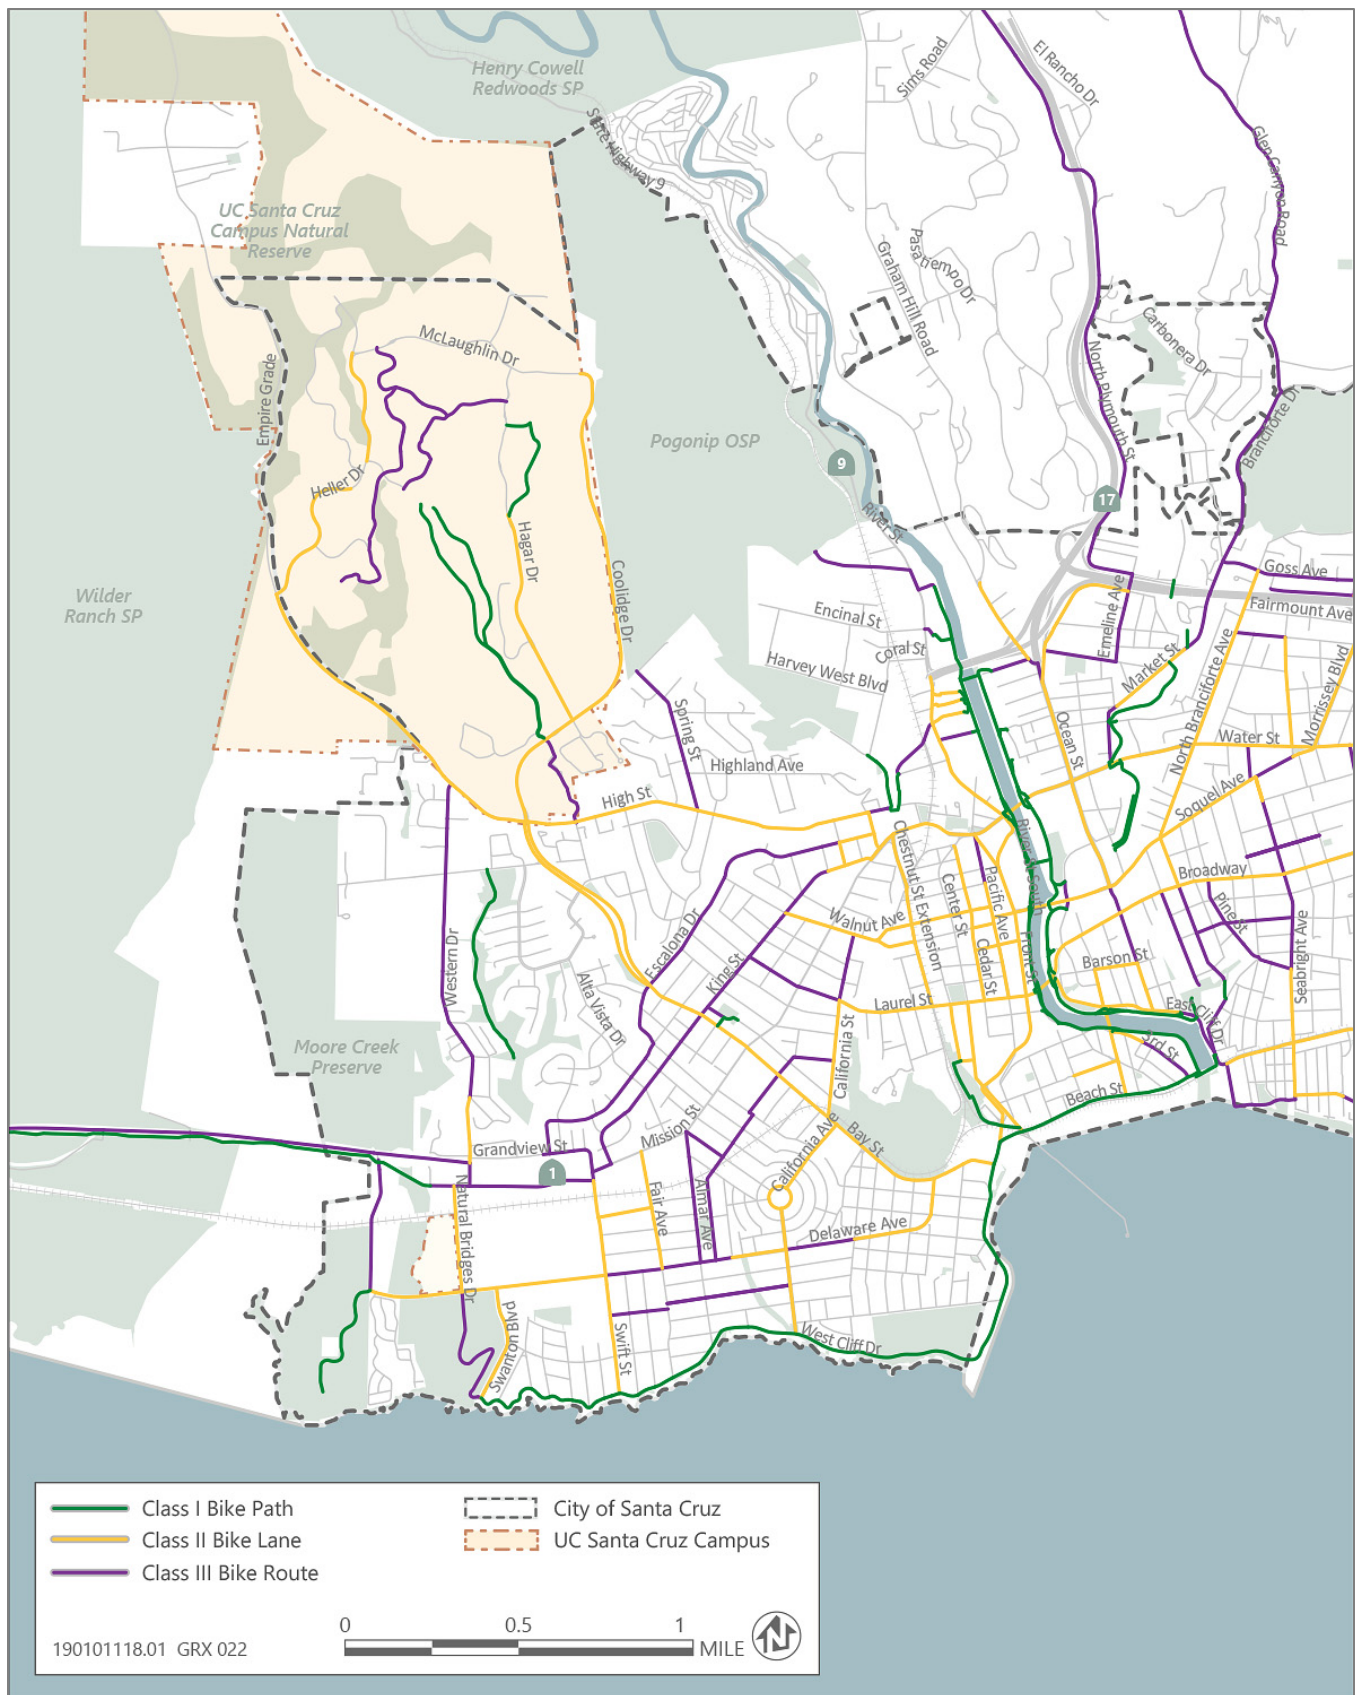 Henry Cowell
Redwoods SP
Sims Road
El Rancho Dr
State Highway 9
Glen Canyon Road
UC Santa Cruz
Campus Natural
Reserve
Graham Hill Road
Pasatiempo Dr
Carbonera Dr
McLaughlin Dr
Empire Grade
North Plymouth St
Branciforte Dr
Pogonip OSP
9
17
Heller Dr
River St
Hagar Dr
Coolidge Dr
Goss Ave
Fairmount Ave
Wilder
Ranch SP
Encinal St
Coral St
Emeline Ave
Harvey West Blvd
Market St
North Branciforte Ave
Morrissey Blvd
Spring St
Ocean St
Water St
Highland Ave
High St
Soquel Ave
River St South
Chestnut St Extension
Center St
Pacific Ave
Broadway
Pine St
Walnut Ave
Escalona Dr
Cedar St
Front St
Barson St
Seabright Ave
Western Dr
King St
Alta Vista Dr
Laurel St
East Cliff Dr
California St
3rd St
Moore Creek
Preserve
Beach St
Mission St
California Ave
Bay St
Grandview St
1
Natural Bridges Dr
Fair Ave
Almar Ave
Delaware Ave
Swanton Blvd
Swift St
West Cliff Dr
Class I Bike Path
Class II Bike Lane
Class III Bike Route
City of Santa Cruz
UC Santa Cruz Campus
0 0.5 1
MILE
N
190101118.01 GRX 022